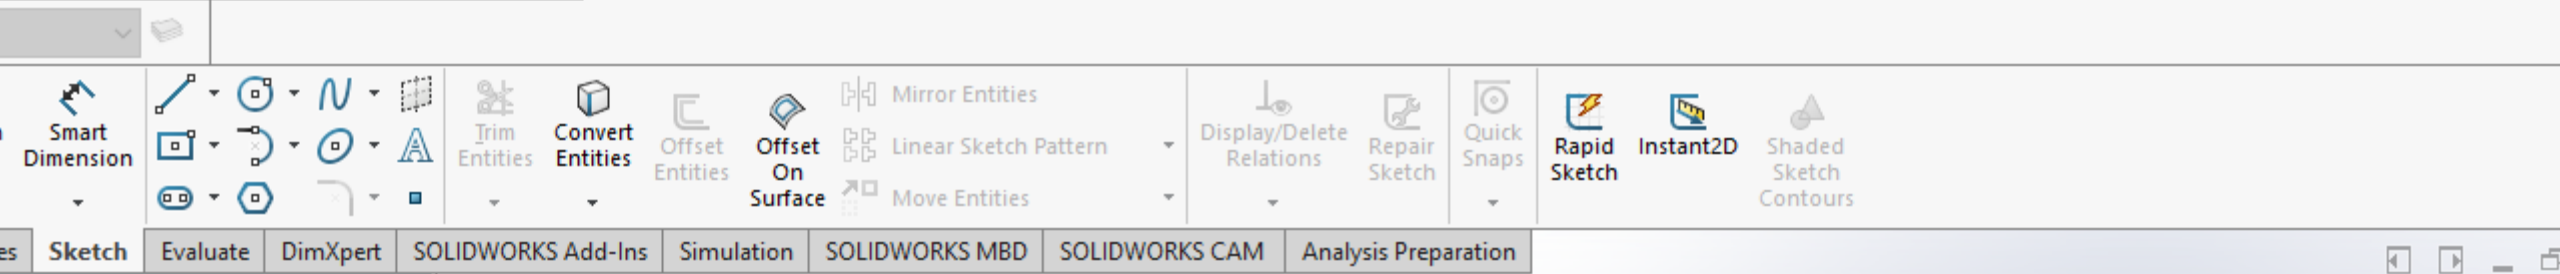 Smart
Dimension
Trim
Entities
Convert
Entities
Offset
Entities
Offset
On
Surface
Mirror Entities
Linear Sketch Pattern
Move Entities
Display/Delete
Relations
Repair
Sketch
Quick
Snaps
Rapid
Sketch
Instant2D
Shaded
Sketch
Contours
es
Sketch
Evaluate
DimXpert
SOLIDWORKS Add-Ins
Simulation
SOLIDWORKS MBD
SOLIDWORKS CAM
Analysis Preparation